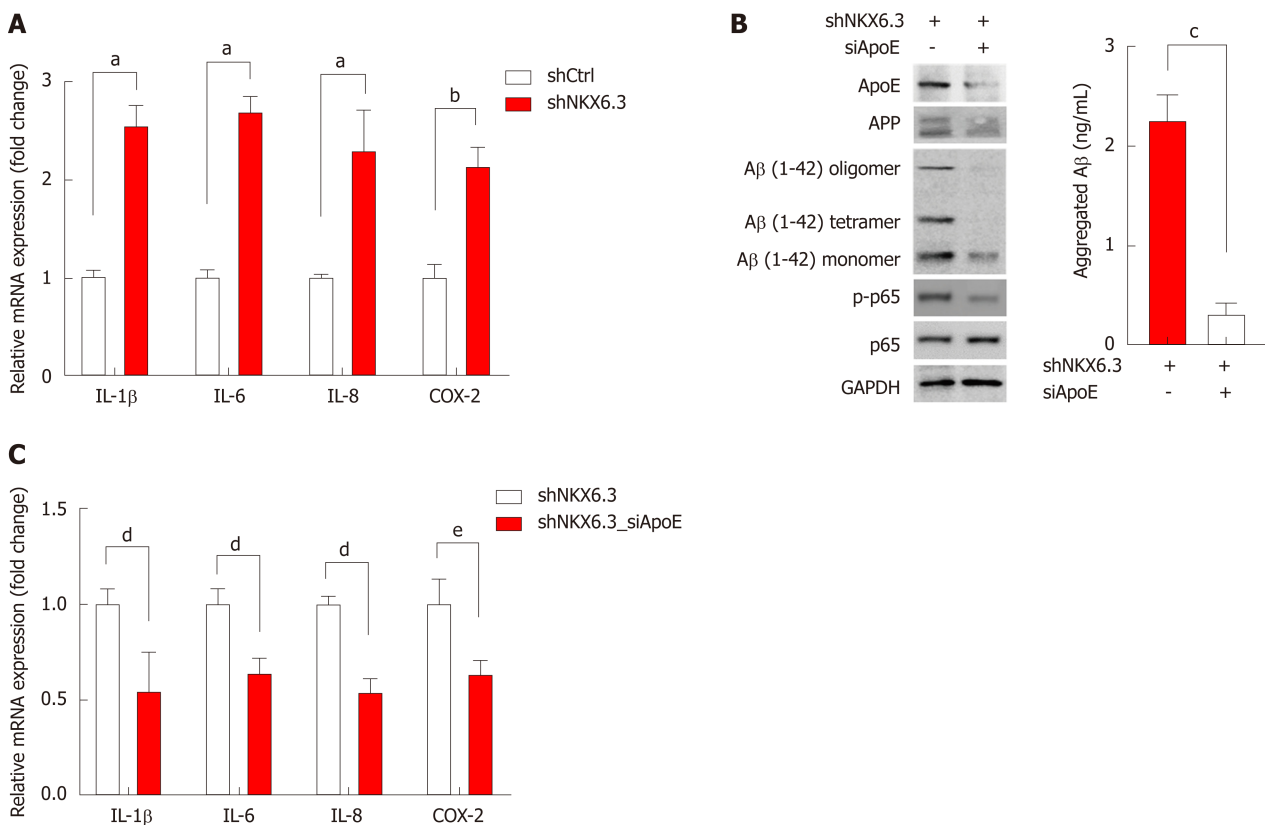 A
Relative mRNA expression (fold change)
3
2
1
0
a
a
a
b
shCtrl
shNKX6.3
IL-1β
IL-6
IL-8
COX-2
B
shNKX6.3 + +
siApoE - +
ApoE
APP
Aβ (1-42) oligomer
Aβ (1-42) tetramer
Aβ (1-42) monomer
p-p65
p65
GAPDH
Aggregated Aβ (ng/mL)
3
2
1
0
c
shNKX6.3 + +
siApoE - +
C
Relative mRNA expression (fold change)
1.5
1.0
0.5
0.0
d
d
d
e
shNKX6.3
shNKX6.3_siApoE
IL-1β
IL-6
IL-8
COX-2